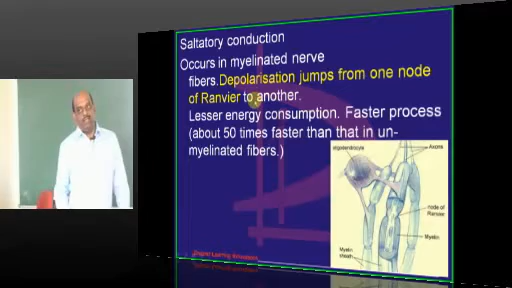 Saltatory conduction
Occurs in myelinated nerve
fibers.Depolarisation jumps from one node
of Ranvier to another.
Lesser energy consumption. Faster process
(about 50 times faster than that in un-
myelinated fibers.)
oligodendrocyte
Axons
node of
Ranvier
Myelin
Myelin
sheath
Digital Learning